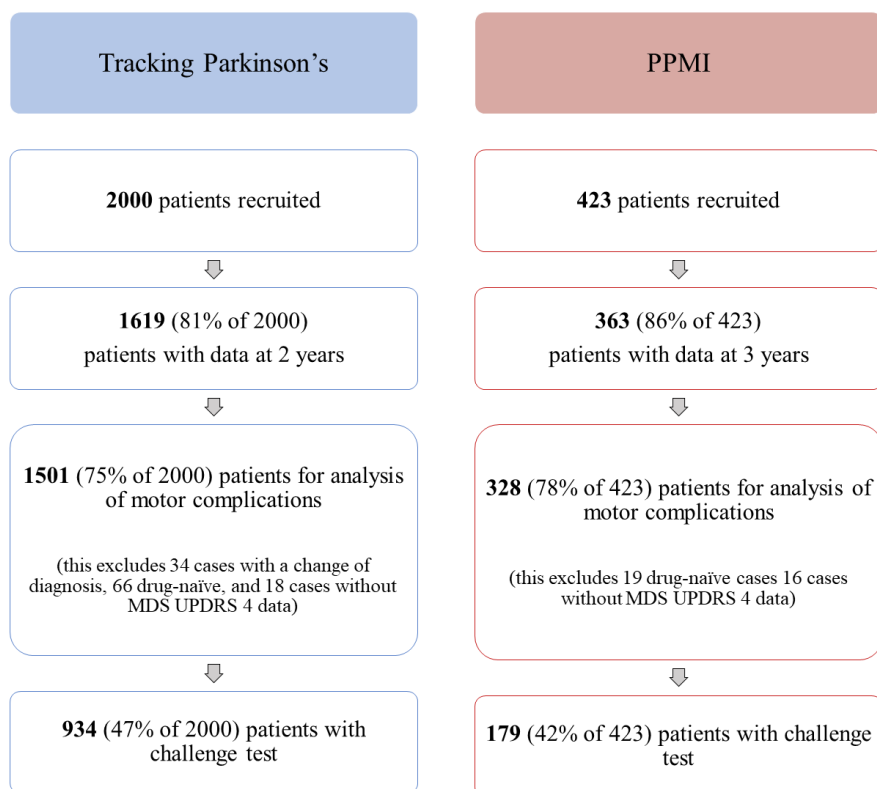 Tracking Parkinson's
2000 patients recruited
1619 (81% of 2000)
patients with data at 2 years
1501 (75% of 2000) patients for analysis
of motor complications
(this excludes 34 cases with a change of
diagnosis, 66 drug-naïve, and 18 cases without
MDS UPDRS 4 data)
934 (47% of 2000) patients with
challenge test
PPMI
423 patients recruited
363 (86% of 423)
patients with data at 3 years
328 (78% of 423) patients for analysis of
motor complications
(this excludes 19 drug-naïve cases 16 cases
without MDS UPDRS 4 data)
179 (42% of 423) patients with challenge
test